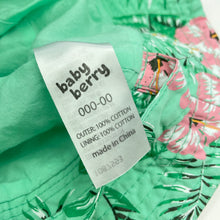 baby
berry
000-00
OUTER: 100% COTTON
LINING: 100% COTTON
made in China